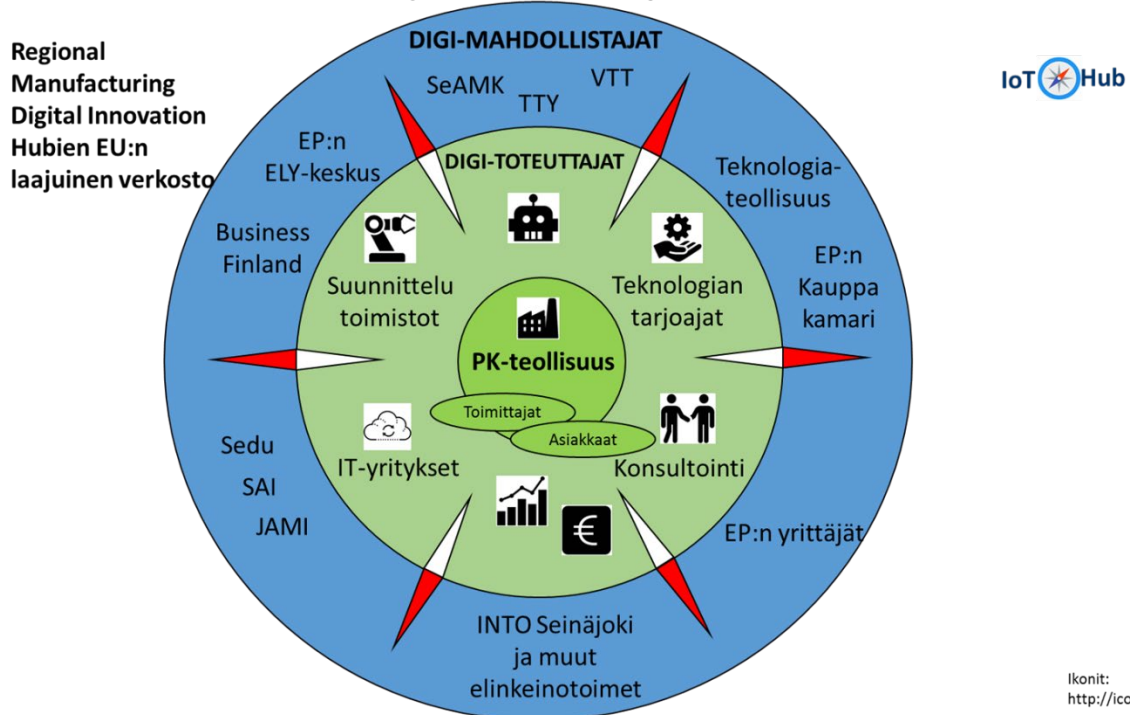 Regional
Manufacturing
Digital Innovation
Hubien EU:n
laajuinen verkosto
IoT Hub
DIGI-MAHDOLLISTAJAT
SeAMK
TTY
VTT
EP:n
ELY-keskus
Business
Finland
Teknologia-
teollisuus
EP:n
Kauppa
kamari
DIGI-TOTEUTTAJAT
Suunnittelu
toimistot
Teknologian
tarjoajat
PK-teollisuus
Toimittajat
Asiakkaat
IT-yritykset
Konsultointi
€
Sedu
SAI
JAMI
EP:n yrittäjät
INTO Seinäjoki
ja muut
elinkeinotoimet
Ikonit:
http://ico